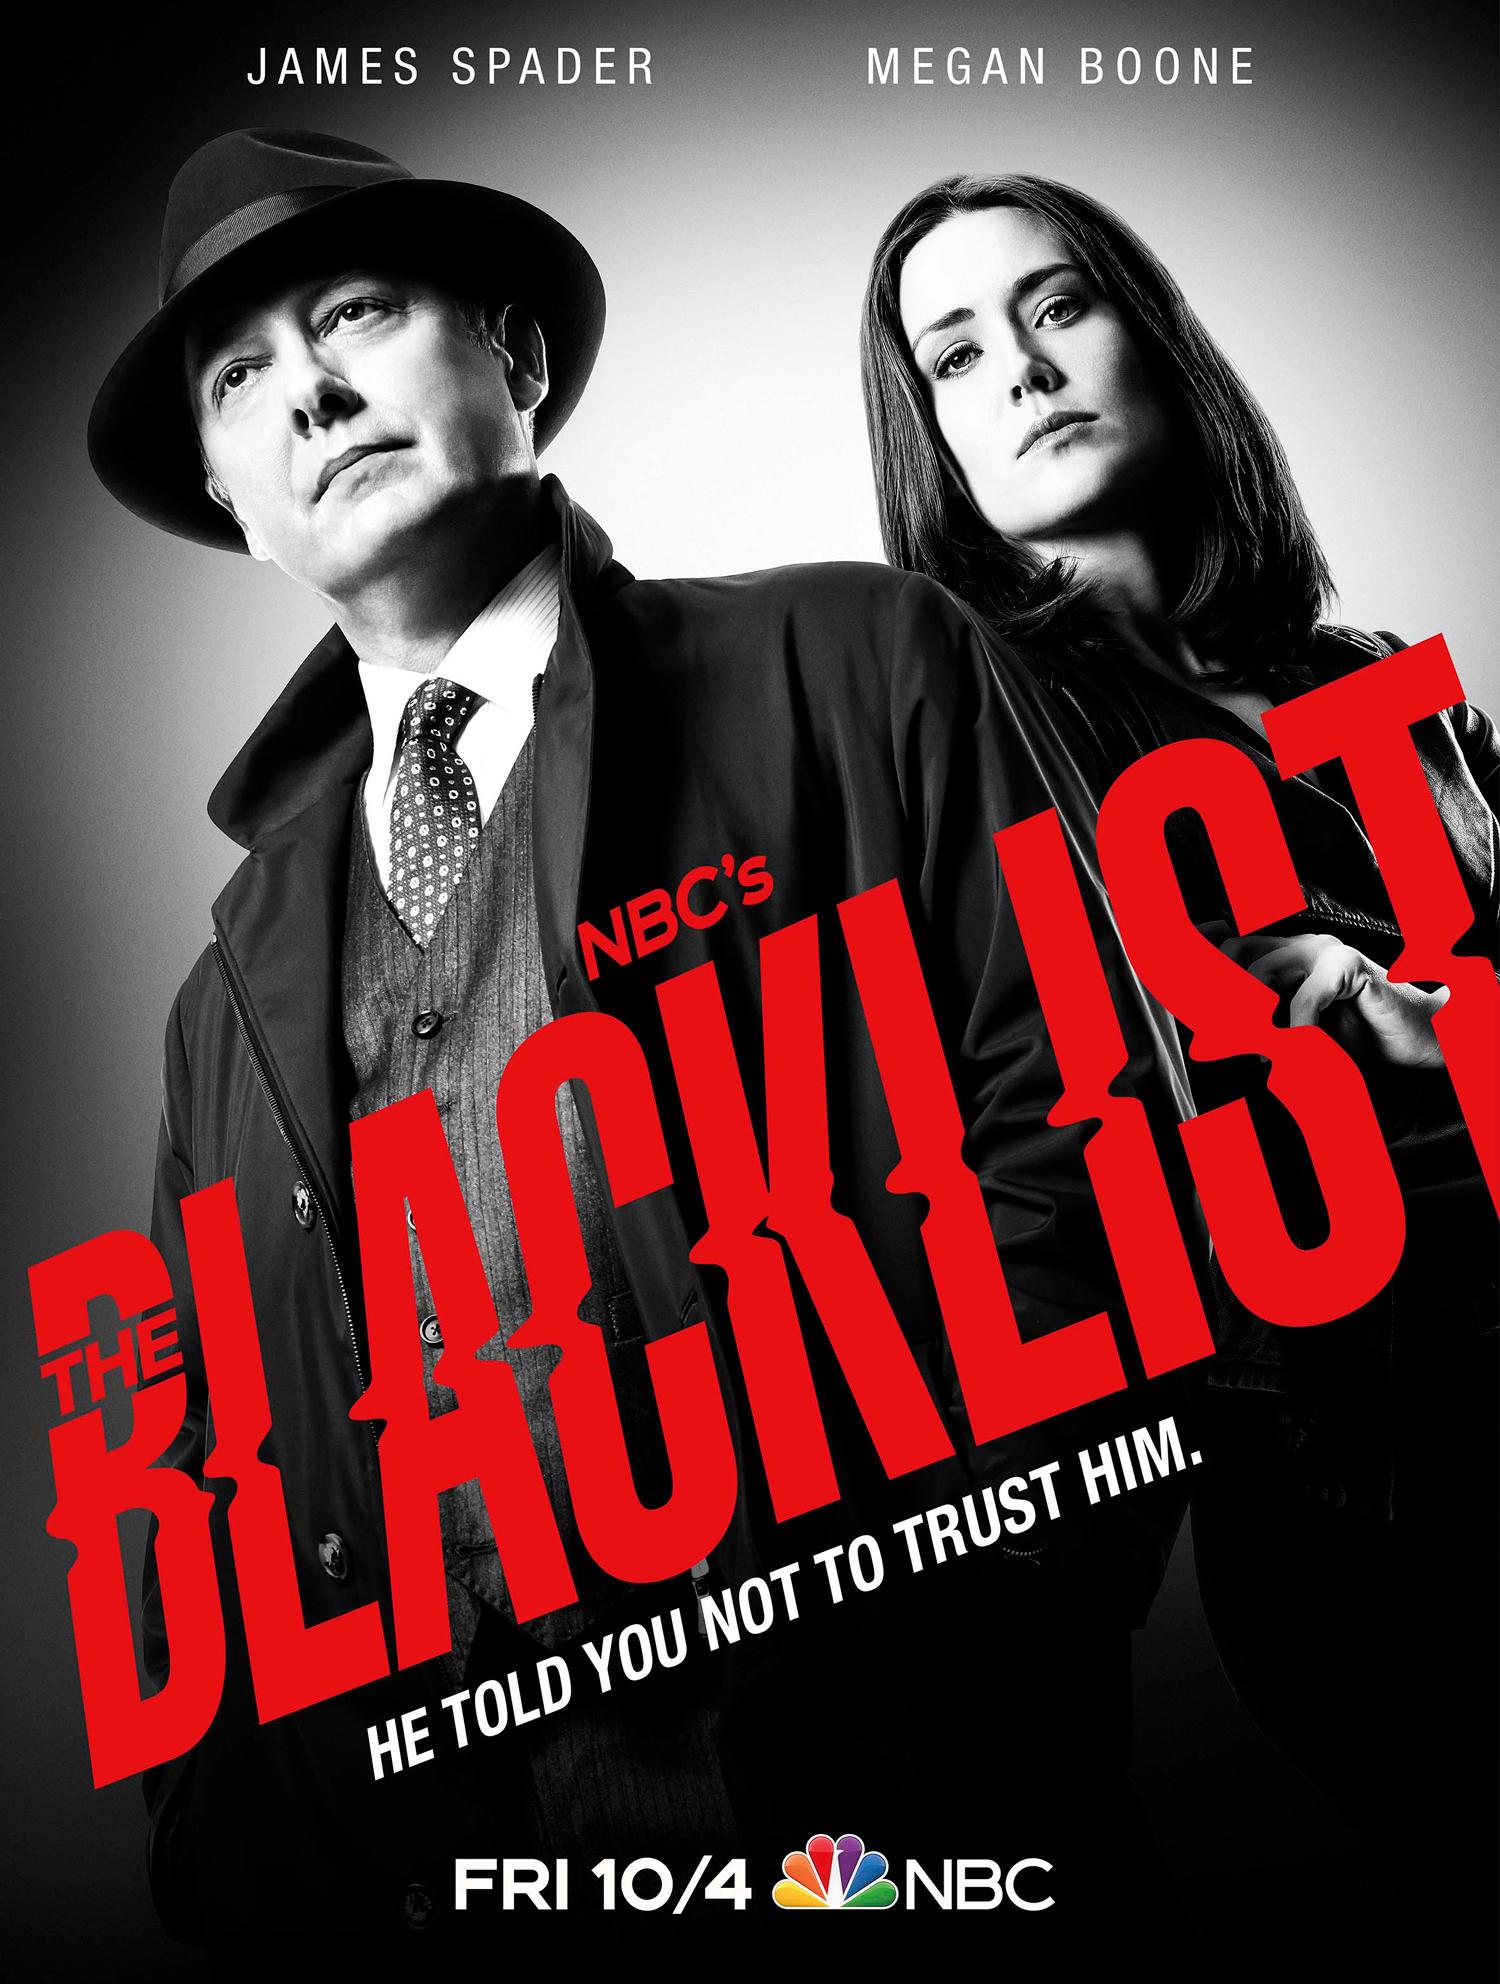 JAMES SPADER MEGAN BOONE
NBC's
THE
BLACKLIST
HE TOLD YOU NOT TO TRUST HIM.
FRI 10/4 NBC